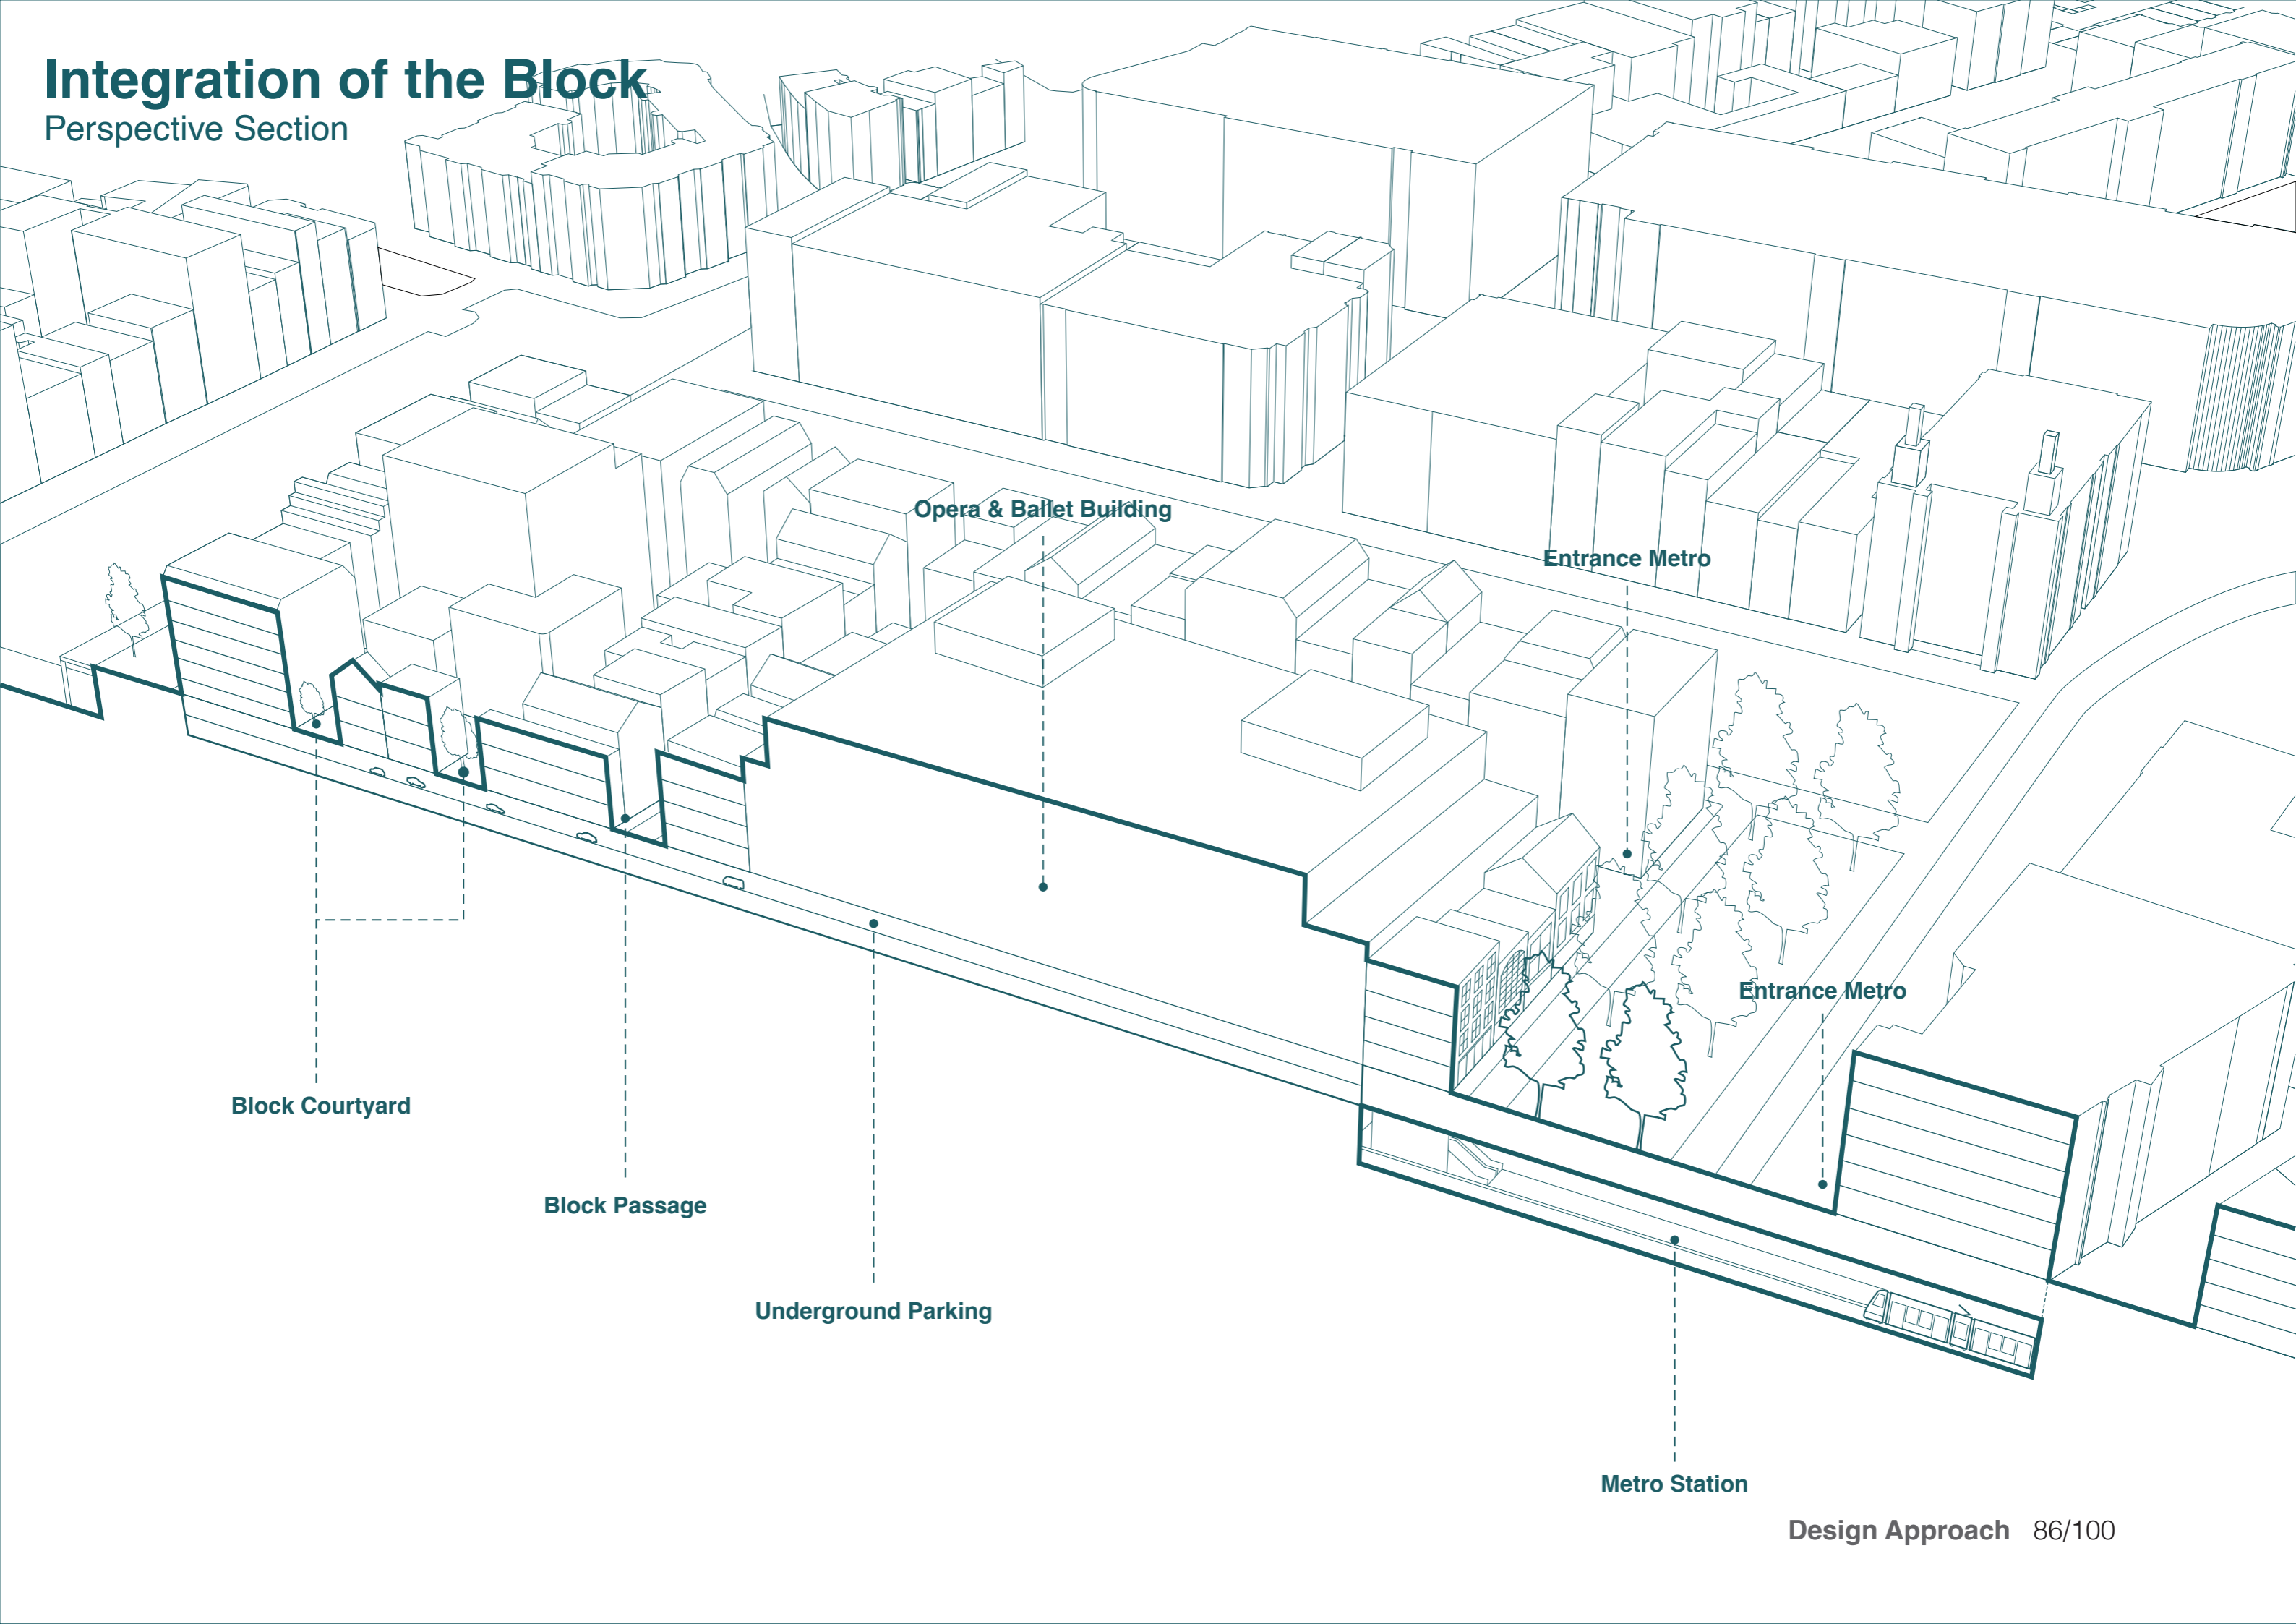 Integration of the Block
Perspective Section
Opera & Ballet Building
Entrance Metro
Entrance Metro
Block Courtyard
Block Passage
Underground Parking
Metro Station
Design Approach 86/100